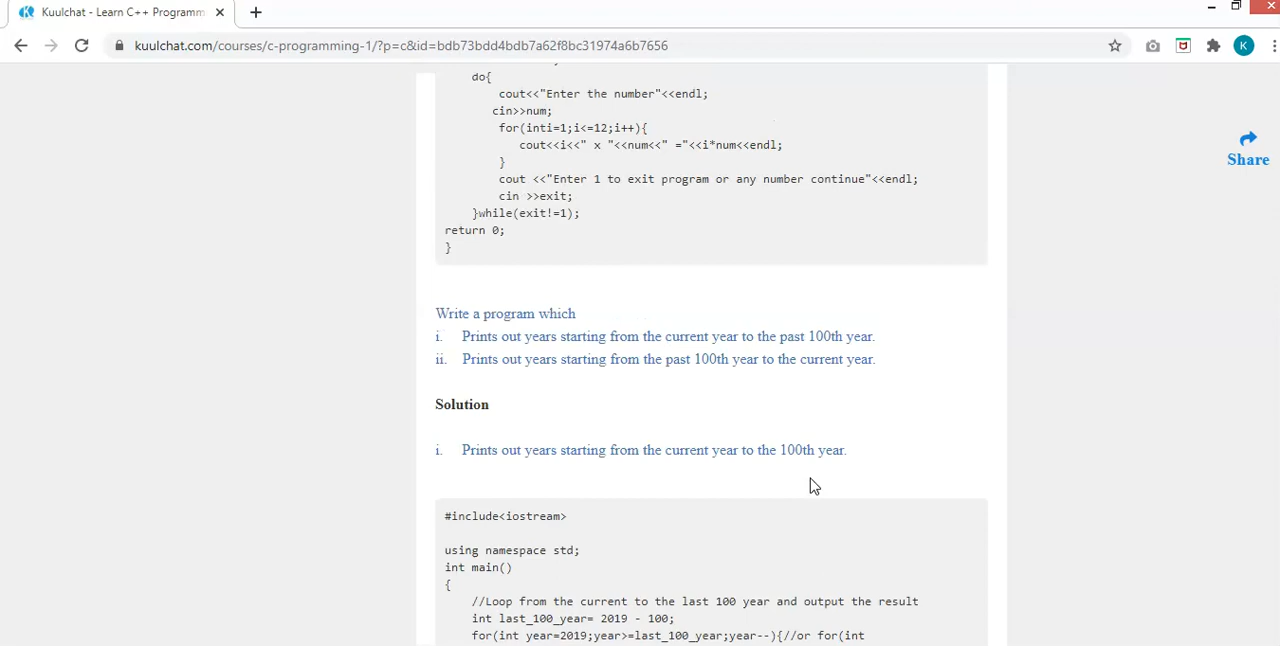 Kuulchat - Learn C++ Programm
kuulchat.com/courses/c-programming-1/?p=c&id=bdb73bdd4bdb7a62f8bc31974a6b7656
K
do{
cout<<"Enter the number"<<endl;
cin>>num;
for(inti=1;i<=12;i++){
cout<<i<<" x "<<num<<" ="<<i*num<<endl;
}
cout <<"Enter 1 to exit program or any number continue"<<endl;
cin >>exit;
}while(exit!=1);
return 0;
}
Share
Write a program which
i. Prints out years starting from the current year to the past 100th year.
ii. Prints out years starting from the past 100th year to the current year.
Solution
i. Prints out years starting from the current year to the 100th year.
#include<iostream>
using namespace std;
int main()
{
//Loop from the current to the last 100 year and output the result
int last_100_year= 2019 - 100;
for(int year=2019;year>=last_100_year;year--){//or for(int